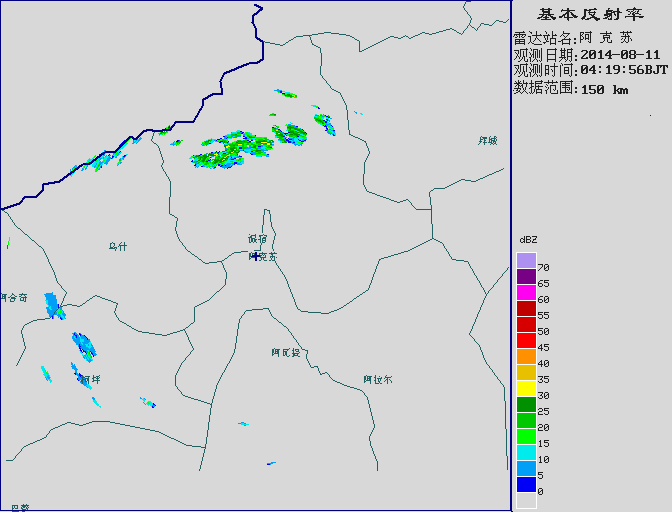 基本反射率
雷达站名:阿 克 苏
观测日期:2014-08-11
观测时间:04:19:56BJT
数据范围:150 km
拜城
温宿
乌什
阿克苏
阿合奇
阿瓦提
阿拉尔
柯坪
巴楚
dBZ
70
65
60
55
50
45
40
35
30
25
20
15
10
5
0